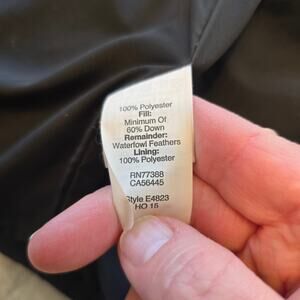 100% Polyester
Fill:
Minimum Of
60% Down
Remainder:
Waterfowl Feathers
Lining:
100% Polyester
RN77388
CA56445
Style E4823
HO 15